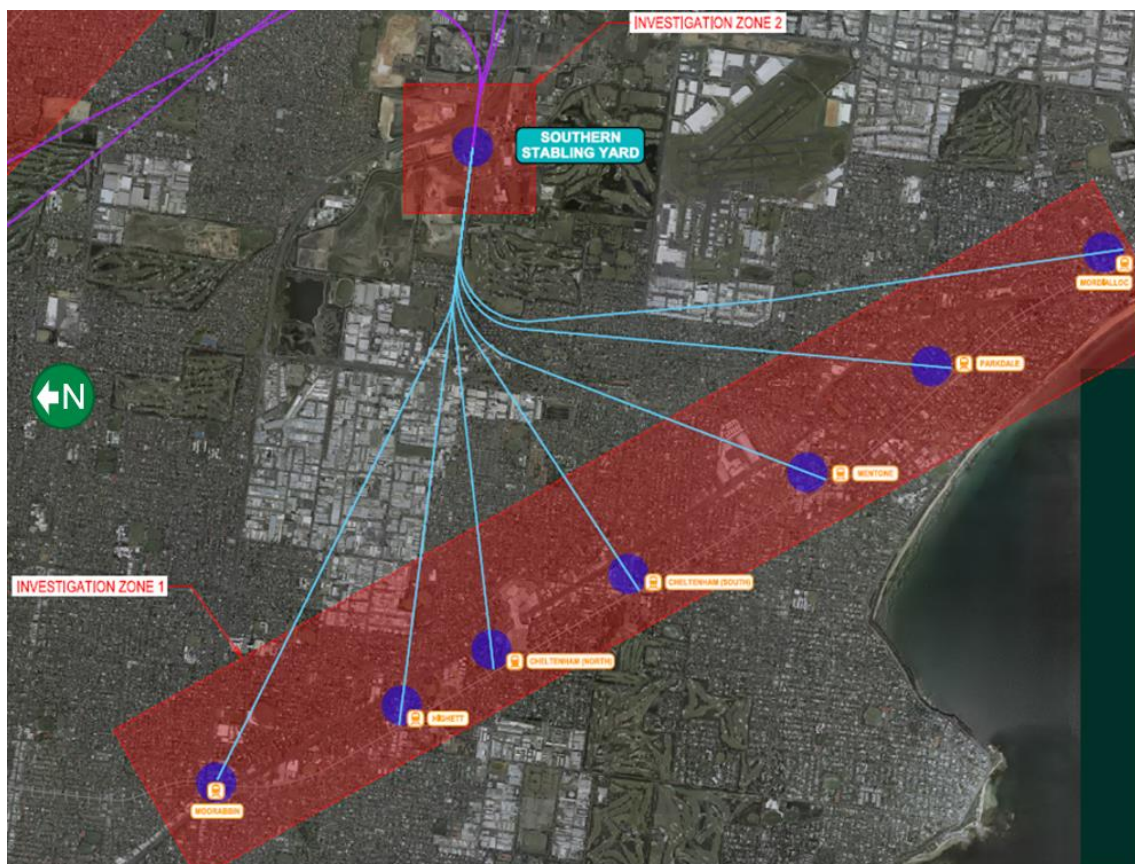 INVESTIGATION ZONE 2
SOUTHERN
STABLING YARD
MORDIALLOC
PARKDALE
N
MENTONE
CHELTENHAM (SOUTH)
INVESTIGATION ZONE 1
CHELTENHAM (NORTH)
HIGHETT
MOORABBIN